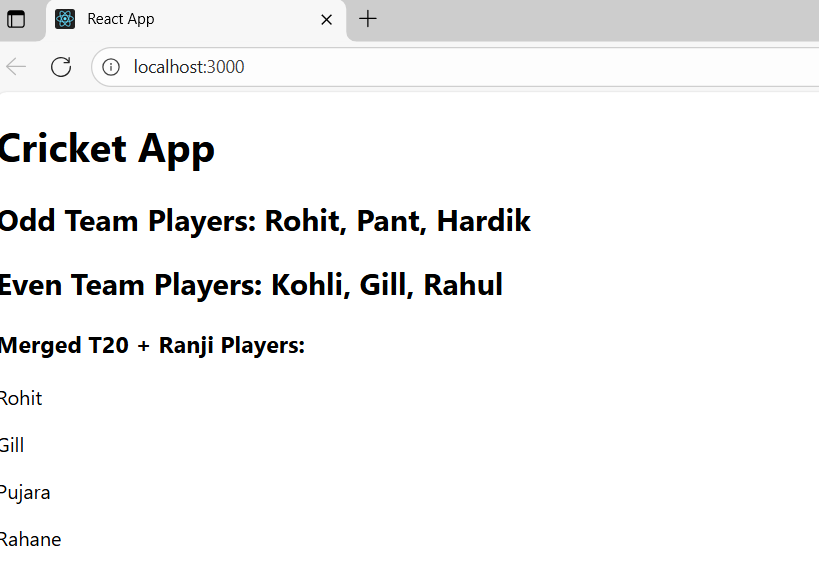 React App
localhost:3000
Cricket App
Odd Team Players: Rohit, Pant, Hardik
Even Team Players: Kohli, Gill, Rahul
Merged T20 + Ranji Players:
Rohit
Gill
Pujara
Rahane